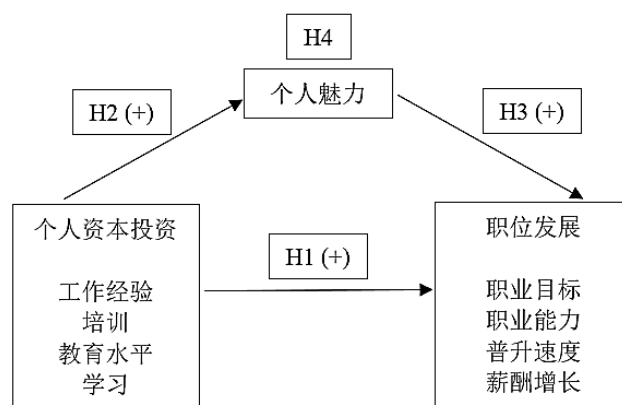 H4
个人魅力
H2 (+)
H3 (+)
个人资本投资
工作经验
培训
教育水平
学习
H1 (+)
职位发展
职业目标
职业能力
普升速度
薪酬增长